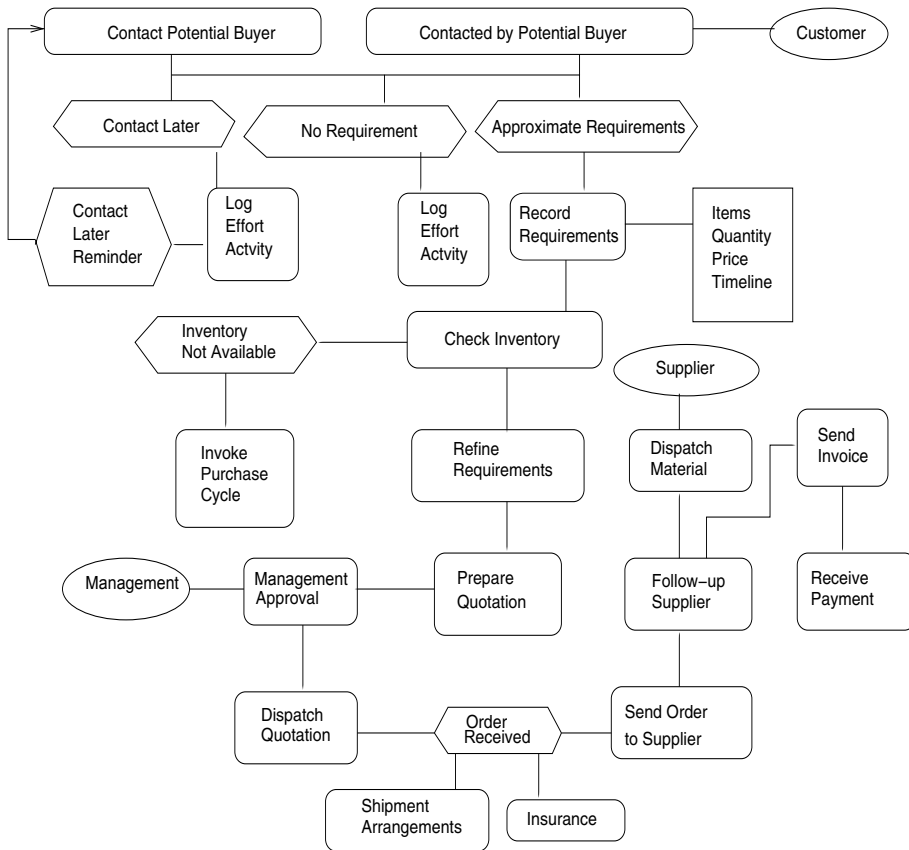 Contact Potential Buyer
Contacted by Potential Buyer
Customer
Contact Later
No Requirement
Approximate Requirements
Contact
Later
Reminder
Log
Effort
Actvity
Log
Effort
Actvity
Record
Requirements
Items
Quantity
Price
Timeline
Inventory
Not Available
Check Inventory
Supplier
Invoke
Purchase
Cycle
Refine
Requirements
Dispatch
Material
Send
Invoice
Management
Management
Approval
Prepare
Quotation
Follow-up
Supplier
Receive
Payment
Dispatch
Quotation
Order
Received
Send Order
to Supplier
Shipment
Arrangements
Insurance